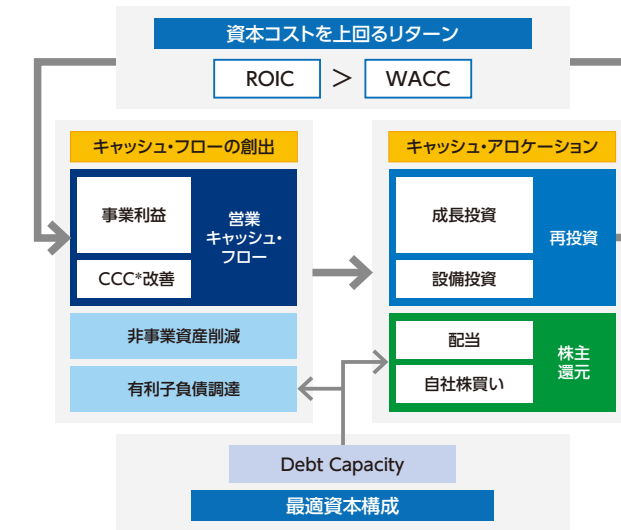 資本コストを上回るリターン
ROIC
>
WACC
キャッシュ・フローの創出
事業利益
CCC*改善
営業
キャッシュ・
フロー
非事業資産削減
有利子負債調達
キャッシュ・アロケーション
成長投資
設備投資
再投資
配当
自社株買い
株主
還元
Debt Capacity
最適資本構成